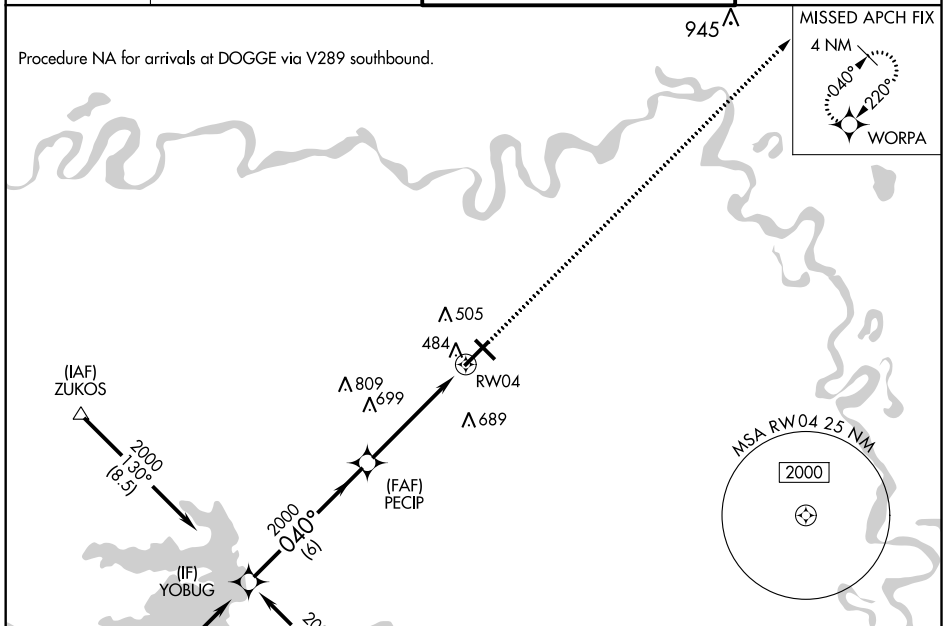 945
MISSED APCH FIX
4 NM
040°
220°
WORPA
Procedure NA for arrivals at DOGGE via V289 southbound.
505
484
RW04
(IAF)
ZUKOS
809
699
689
2000
130°
(8.5)
(FAF)
PECIP
MSA RW04 25 NM
2000
2000
040°
(6)
(IF)
YOBUG